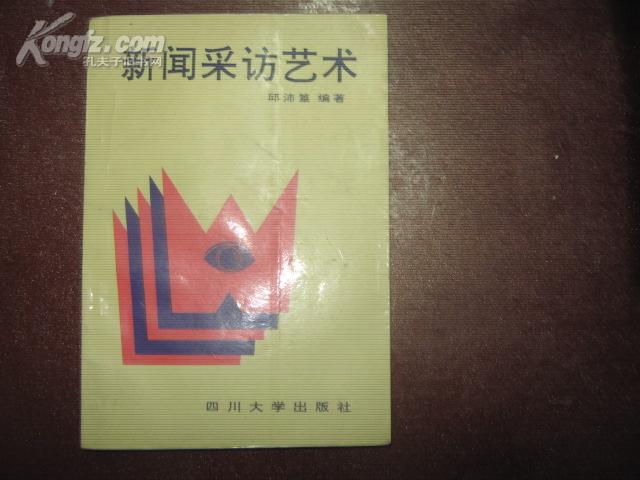 Kongfz.com
孔夫子旧书网
新闻采访艺术
邱沛篁 编著
四川大学出版社